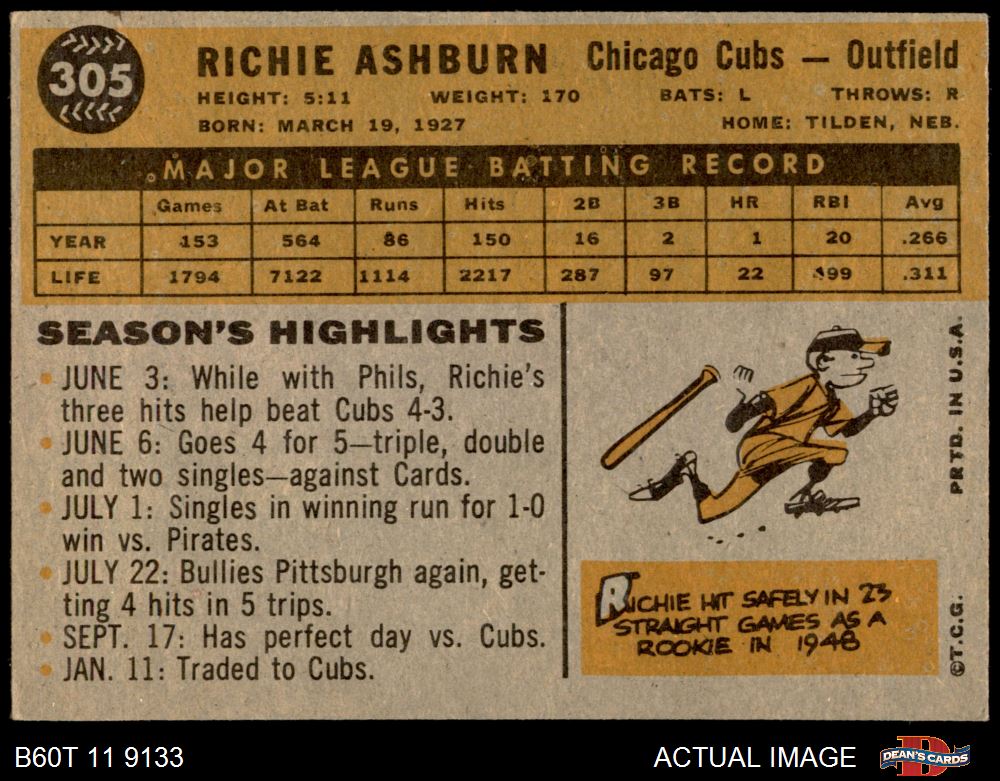 305
RICHIE ASHBURN Chicago Cubs — Outfield
HEIGHT: 5:11 WEIGHT: 170 BATS: L THROWS: R
BORN: MARCH 19, 1927 HOME: TILDEN, NEB.
MAJOR LEAGUE BATTING RECORD
Games At Bat Runs Hits 2B 3B HR RBI Avg
YEAR 153 564 86 150 16 2 1 20 .266
LIFE 1794 7122 1114 2217 287 97 22 499 .311
SEASON'S HIGHLIGHTS
• JUNE 3: While with Phils, Richie's
three hits help beat Cubs 4-3.
• JUNE 6: Goes 4 for 5—triple, double
and two singles—against Cards.
• JULY 1: Singles in winning run for 1-0
win vs. Pirates.
• JULY 22: Bullies Pittsburgh again, get-
ting 4 hits in 5 trips.
• SEPT. 17: Has perfect day vs. Cubs.
• JAN. 11: Traded to Cubs.
RICHIE HIT SAFELY IN 23
STRAIGHT GAMES AS A
ROOKIE IN 1948
©T.C.G. PRTD. IN U.S.A.
B60T 11 9133 ACTUAL IMAGE DEAN'S CARDS